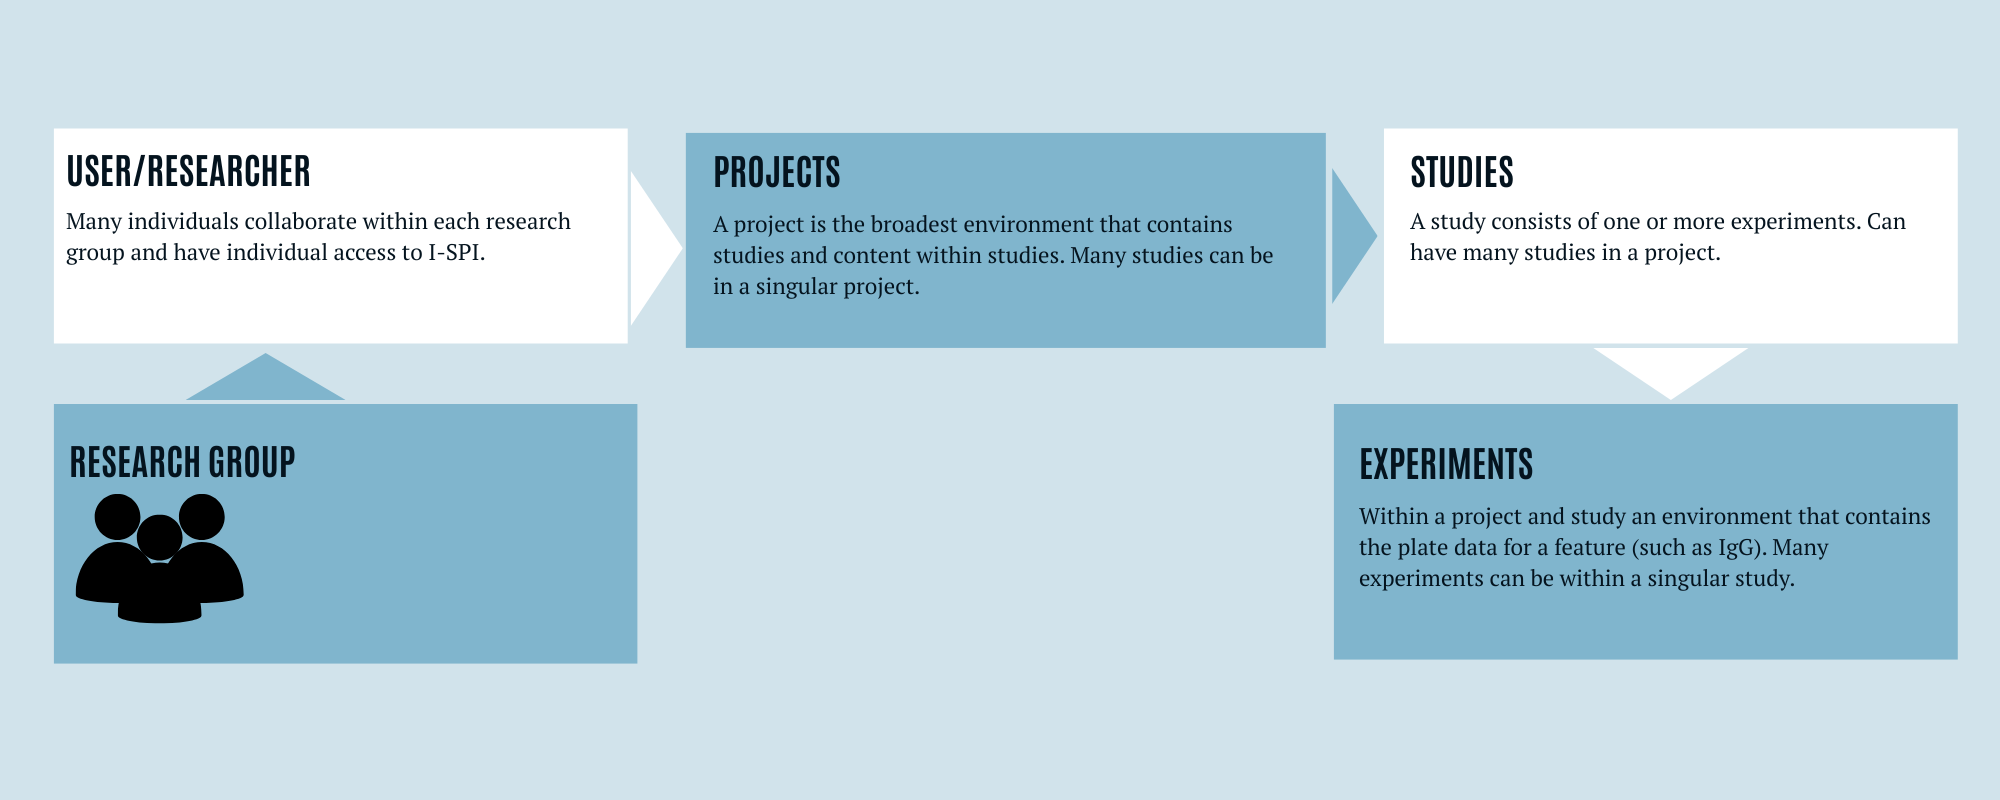 USER/RESEARCHER
Many individuals collaborate within each research
group and have individual access to I-SPI.
PROJECTS
A project is the broadest environment that contains
studies and content within studies. Many studies can be
in a singular project.
STUDIES
A study consists of one or more experiments. Can
have many studies in a project.
RESEARCH GROUP
EXPERIMENTS
Within a project and study an environment that contains
the plate data for a feature (such as IgG). Many
experiments can be within a singular study.